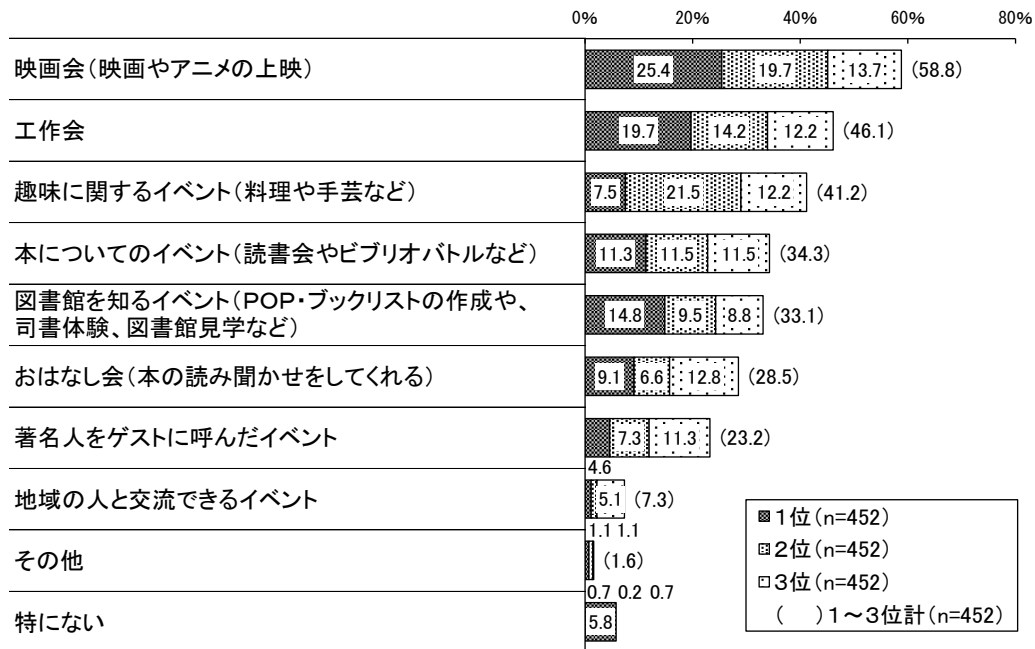 0% 20% 40% 60% 80%
映画会(映画やアニメの上映) 25.4 19.7 13.7 (58.8)
工作会 19.7 14.2 12.2 (46.1)
趣味に関するイベント(料理や手芸など) 7.5 21.5 12.2 (41.2)
本についてのイベント(読書会やビブリオバトルなど) 11.3 11.5 11.5 (34.3)
図書館を知るイベント(POP・ブックリストの作成や、
司書体験、図書館見学など) 14.8 9.5 8.8 (33.1)
おはなし会(本の読み聞かせをしてくれる) 9.1 6.6 12.8 (28.5)
著名人をゲストに呼んだイベント 7.3 11.3 (23.2)
4.6
地域の人と交流できるイベント 5.1 (7.3)
1.1 1.1
その他 (1.6)
0.7 0.2 0.7
特にない 5.8
1位(n=452)
2位(n=452)
3位(n=452)
(　)1～3位計(n=452)